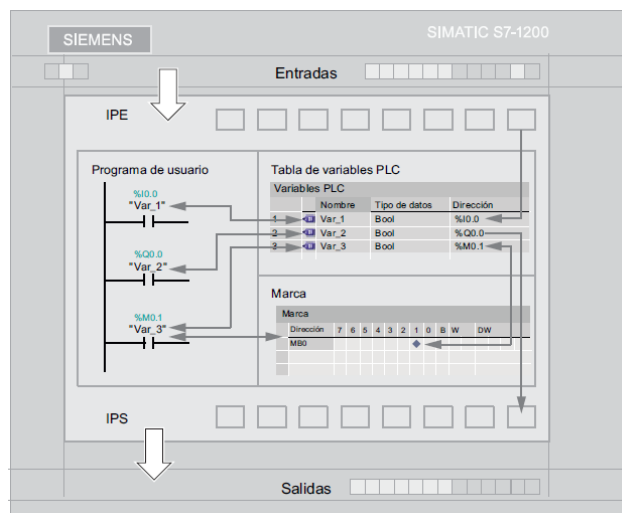 SIEMENS
SIMATIC S7-1200
Entradas
IPE
Programa de usuario
%I0.0
"Var_1"
%Q0.0
"Var_2"
%M0.1
"Var_3"
Tabla de variables PLC
Variables PLC
Nombre Tipo de datos Dirección
1 Var_1 Bool %I0.0
2 Var_2 Bool %Q0.0
3 Var_3 Bool %M0.1
Marca
Marca
Dirección 7 6 5 4 3 2 1 0 B W DW
MB0
IPS
Salidas